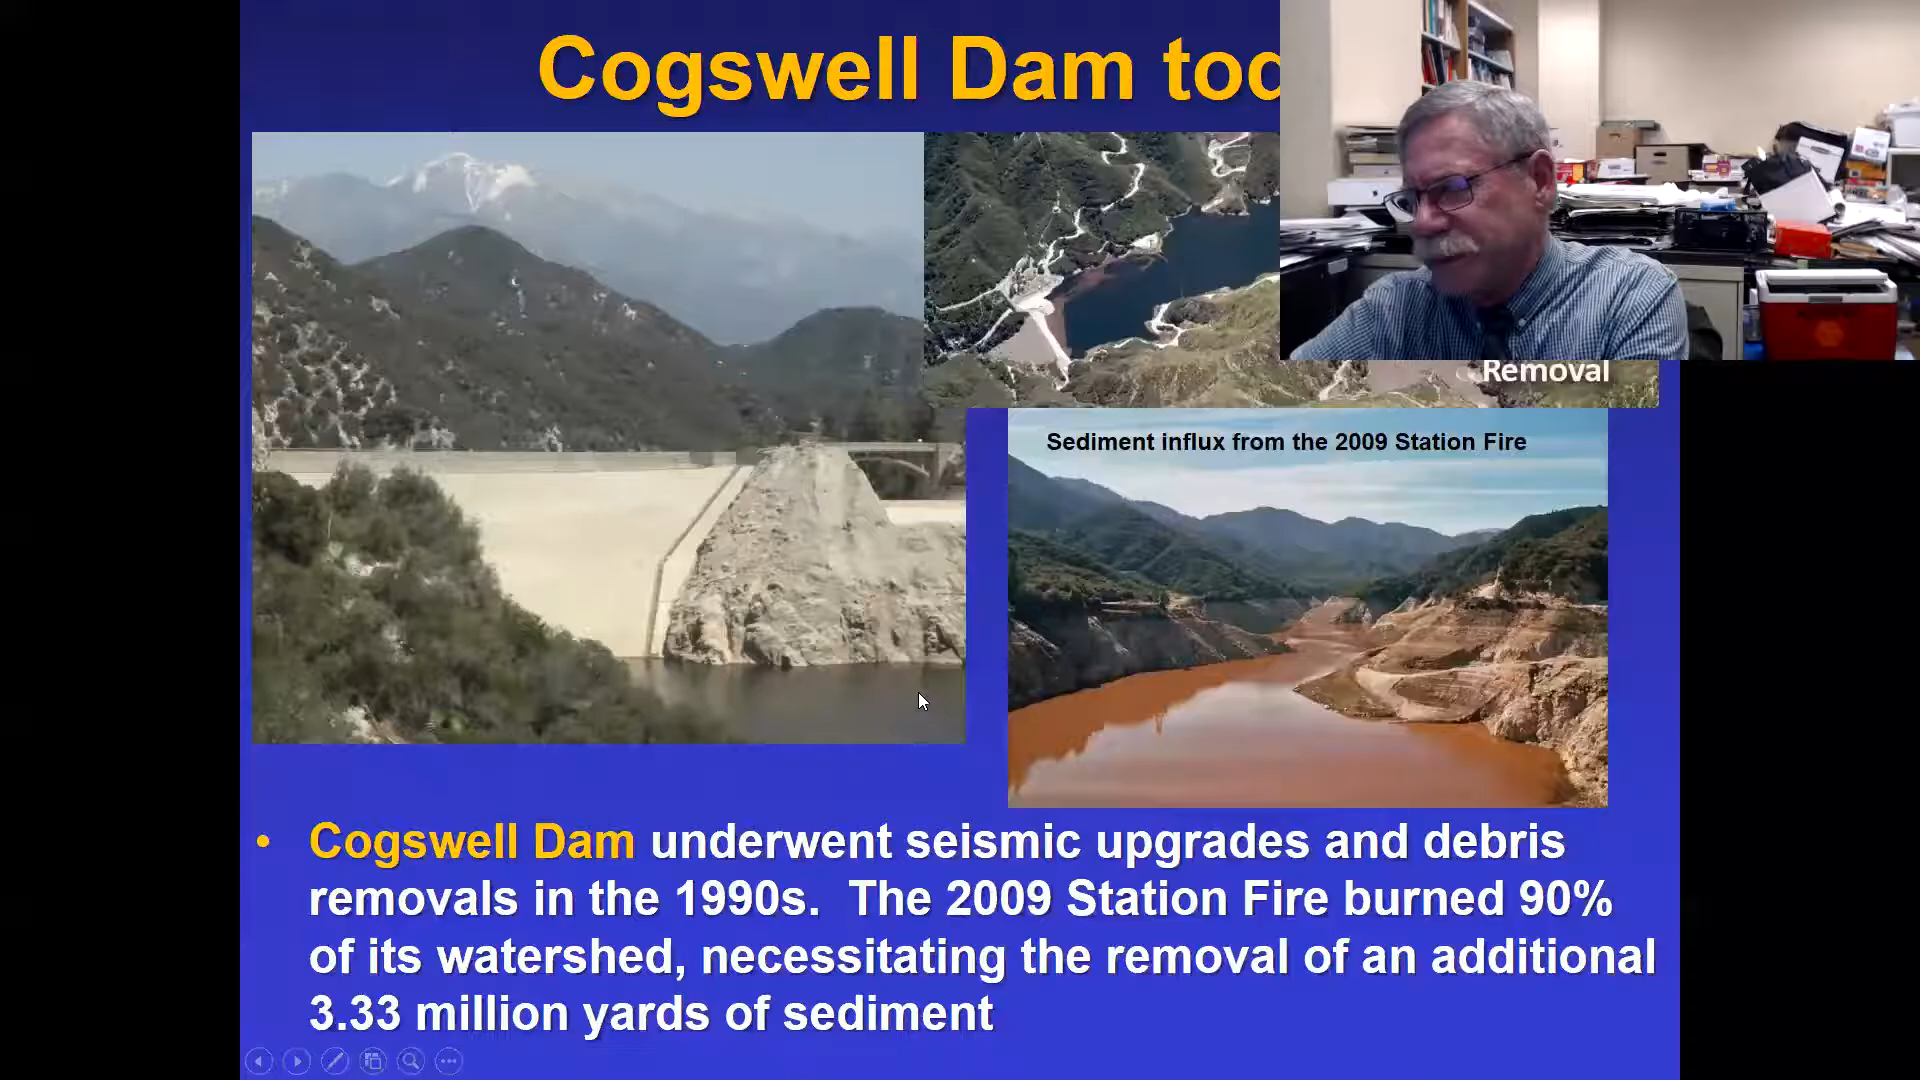 Cogswell Dam tod
Removal
Sediment influx from the 2009 Station Fire
• Cogswell Dam underwent seismic upgrades and debris
removals in the 1990s. The 2009 Station Fire burned 90%
of its watershed, necessitating the removal of an additional
3.33 million yards of sediment